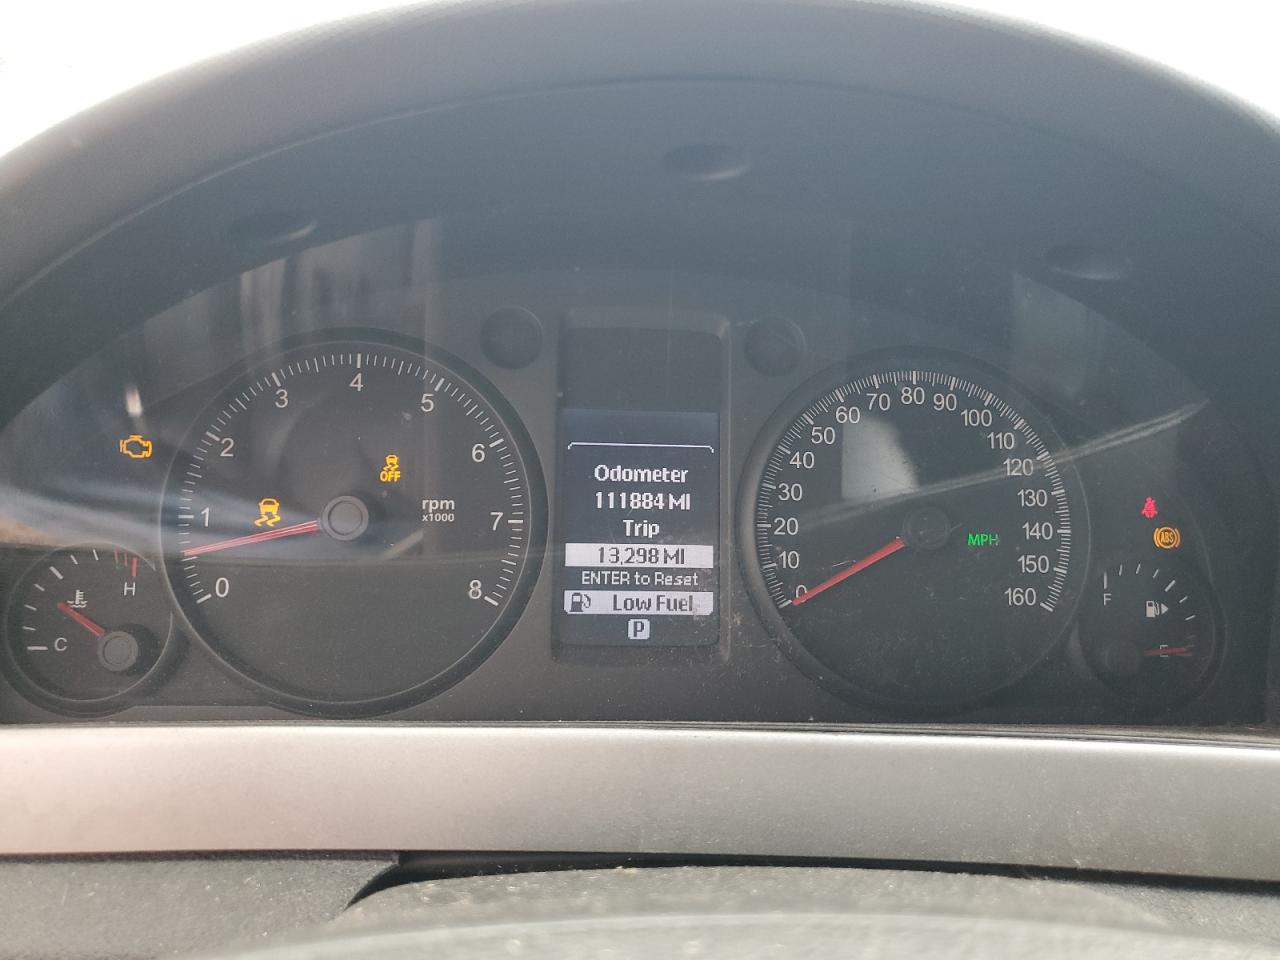 0
1
2
3
4
5
6
7
8
rpm
x1000
OFF
H
C
Odometer
111884 MI
Trip
13,298 MI
ENTER to Reset
Low Fuel
P
0
10
20
30
40
50
60
70
80
90
100
110
120
130
140
150
160
MPH
ABS
F
E